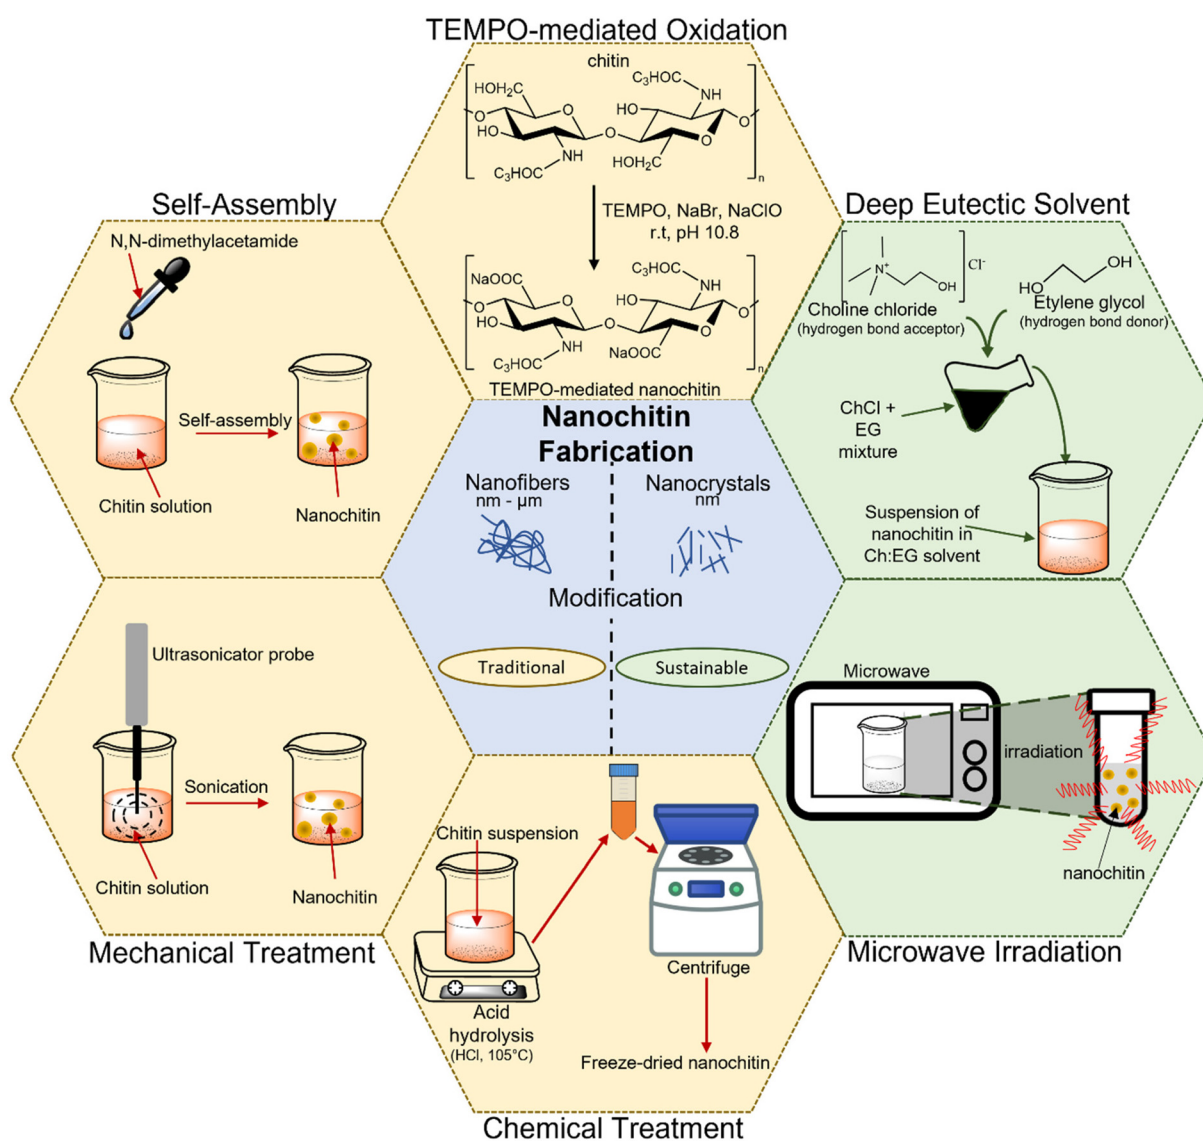 TEMPO-mediated Oxidation
chitin
HOH₂C
O
O
HO
NH
C₃HOC
O
C₃HOC
NH
HO
O
HOH₂C
O
n
TEMPO, NaBr, NaClO
r.t, pH 10.8
NaOOC
O
O
HO
NH
C₃HOC
O
C₃HOC
NH
HO
O
NaOOC
O
n
TEMPO-mediated nanochitin
Self-Assembly
N,N-dimethylacetamide
Self-assembly
Chitin solution
Nanochitin
Deep Eutectic Solvent
N⁺
OH
Cl⁻
OH
HO
Choline chloride
(hydrogen bond acceptor)
Etylene glycol
(hydrogen bond donor)
ChCl +
EG
mixture
Suspension of
nanochitin in
Ch:EG solvent
Nanochitin
Fabrication
Nanofibers
nm - µm
Nanocrystals
nm
Modification
Traditional
Sustainable
Ultrasonicator probe
Sonication
Chitin solution
Nanochitin
Mechanical Treatment
Microwave
irradiation
nanochitin
Microwave Irradiation
Chitin suspension
Acid
hydrolysis
(HCl, 105°C)
Centrifuge
Freeze-dried nanochitin
Chemical Treatment